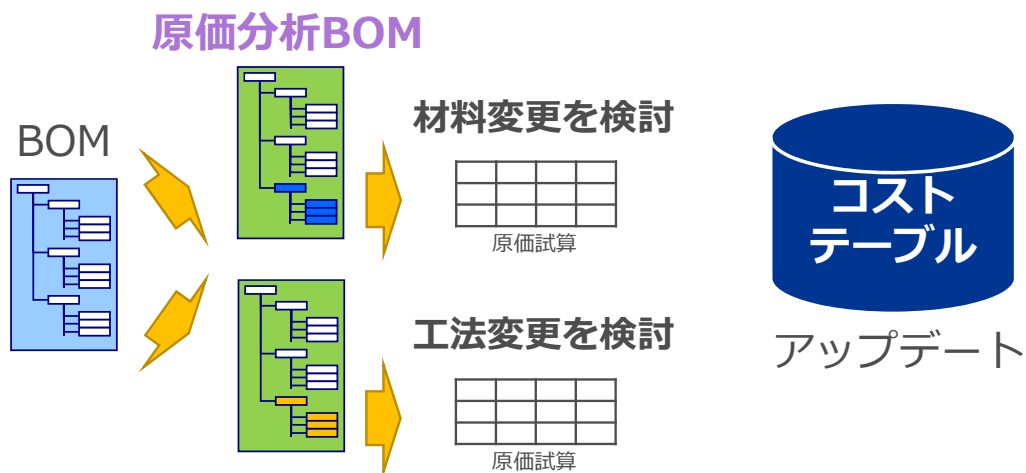 原価分析BOM
BOM
材料変更を検討
原価試算
工法変更を検討
原価試算
コスト
テーブル
アップデート